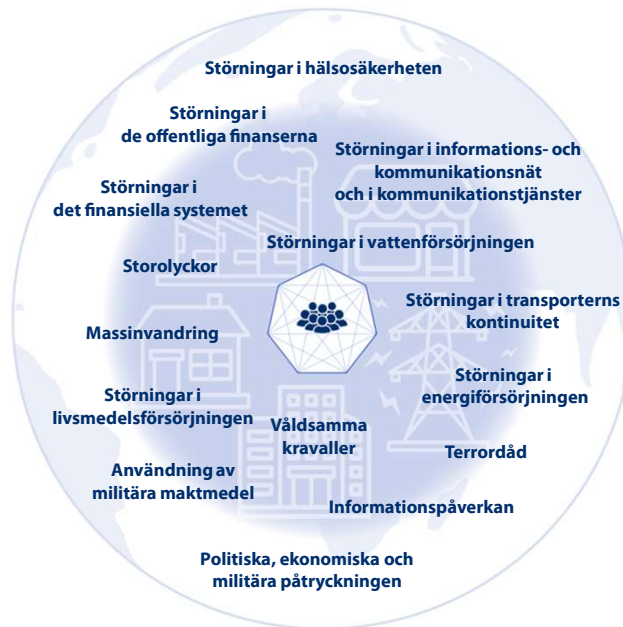 Störningar i hälsosäkerheten
Störningar i
de offentliga finanserna
Störningar i informations- och
kommunikationsnät
och i kommunikationstjänster
Störningar i
det finansiella systemet
Störningar i vattenförsörjningen
Storolyckor
Störningar i transporterns
kontinuitet
Massinvandring
Störningar i
energiförsörjningen
Störningar i
livsmedelsförsörjningen
Våldsamma
kravaller
Terrordåd
Användning av
militära maktmedel
Informationspåverkan
Politiska, ekonomiska och
militära påtryckningen